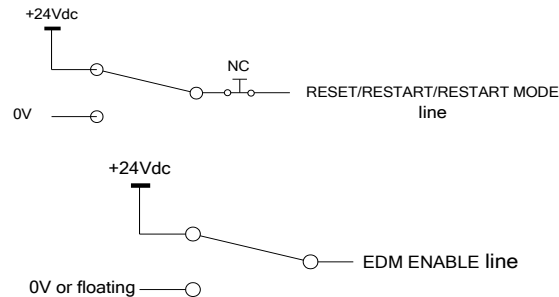 +24Vdc
NC
RESET/RESTART/RESTART MODE
line
0V
+24Vdc
EDM ENABLE line
0V or floating